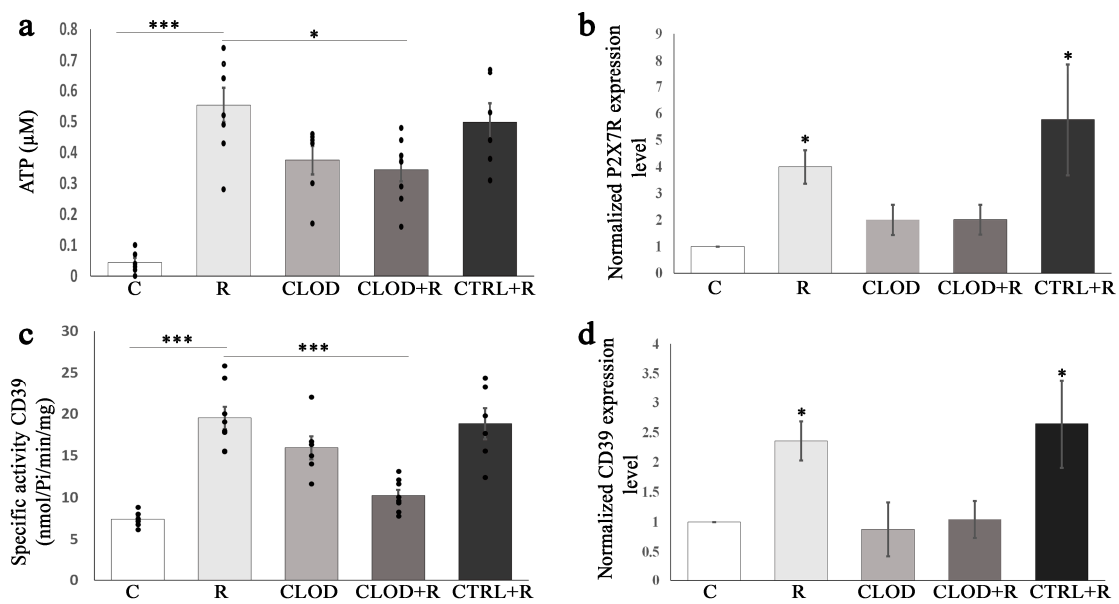 a
ATP (µM)
0.8
0.7
0.6
0.5
0.4
0.3
0.2
0.1
0
***
*
C R CLOD CLOD+R CTRL+R
b
Normalized P2X7R expression
level
9
8
7
6
5
4
3
2
1
0
*
*
C R CLOD CLOD+R CTRL+R
c
Specific activity CD39
(nmol/Pi/min/mg)
30
25
20
15
10
5
0
***
***
C R CLOD CLOD+R CTRL+R
d
Normalized CD39 expression
level
4
3.5
3
2.5
2
1.5
1
0.5
0
*
*
C R CLOD CLOD+R CTRL+R